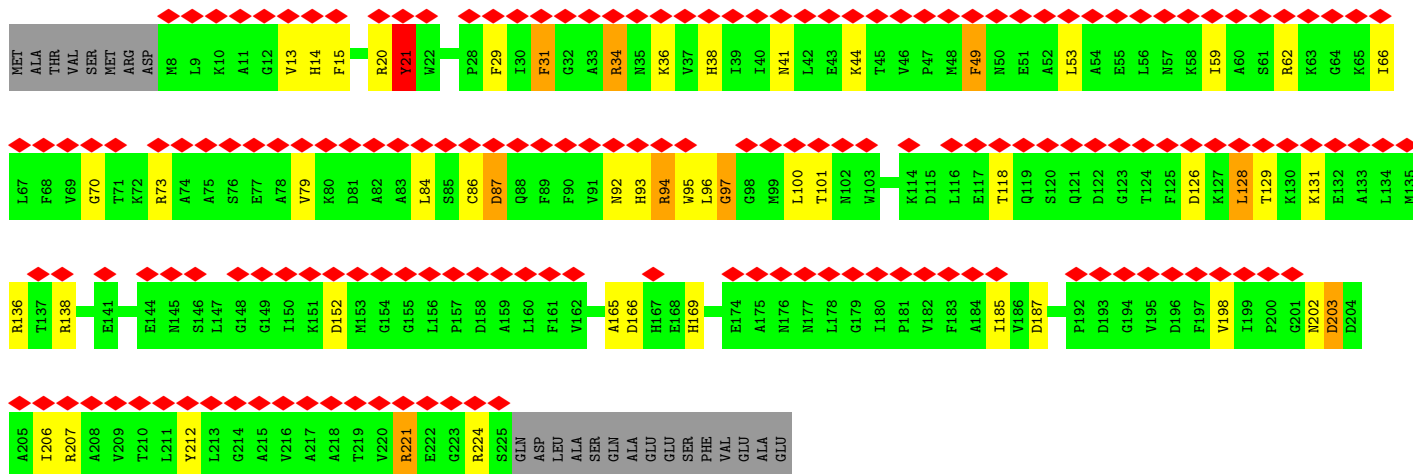 MET ALA THR VAL SER MET ARG ASP M8 L9 K10 A11 G12 V13 H14 F15 R20 Y21 W22 P28 F29 I30 F31 G32 A33 R34 N35 K36 V37 H38 I39 I40 N41 L42 E43 K44 T45 V46 P47 M48 F49 N50 E51 A52 L53 A54 E55 L56 N57 K58 I59 A60 S61 R62 K63 G64 K65 I66
L67 F68 V69 G70 T71 K72 R73 A74 A75 S76 E77 A78 V79 K80 D81 A82 A83 L84 S85 C86 D87 Q88 F89 F90 V91 N92 H93 R94 W95 L96 G97 G98 M99 L100 T101 N102 W103 K114 D115 L116 E117 T118 Q119 S120 Q121 D122 G123 T124 F125 D126 K127 L128 T129 K130 K131 E132 A133 L134 M135
R136 T137 R138 E141 E144 N145 S146 L147 G148 G149 I150 K151 D152 M153 G154 G155 L156 P157 D158 A159 L160 F161 V162 A165 D166 H167 E168 H169 E174 A175 N176 N177 L178 G179 I180 P181 V182 F183 A184 I185 V186 D187 P192 D193 G194 V195 D196 F197 V198 I199 P200 G201 N202 D203 D204
A205 I206 R207 A208 V209 T210 L211 Y212 L213 G214 A215 V216 A217 A218 T219 V220 R221 E222 G223 R224 S225 GLN ASP LEU ALA SER GLN ALA GLU GLU SER PHE VAL GLU ALA GLU